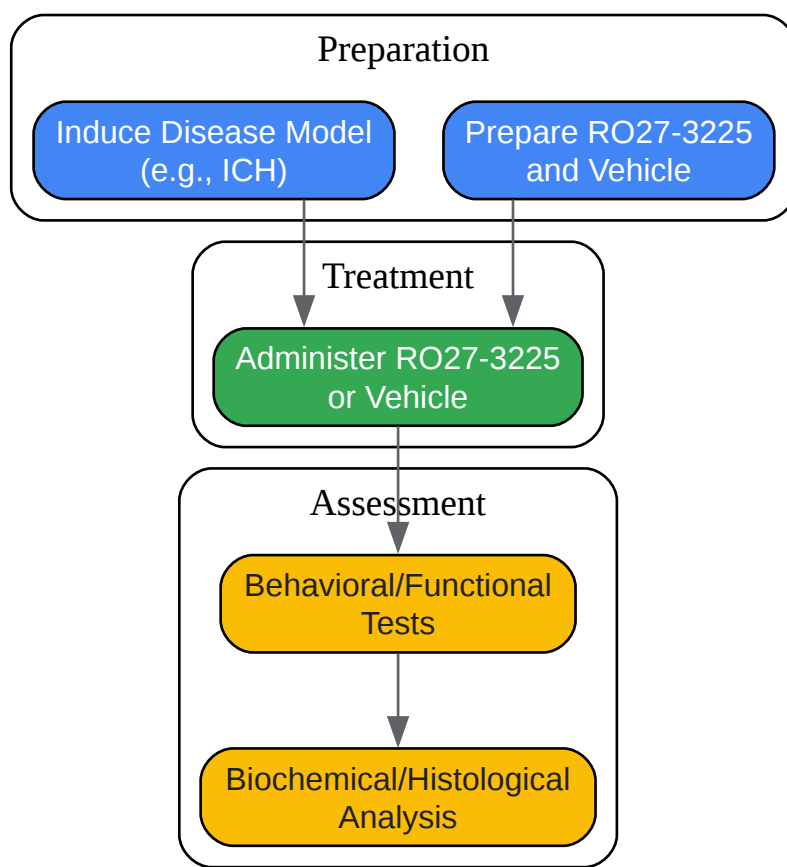 Preparation
Induce Disease Model
(e.g., ICH)
Prepare RO27-3225
and Vehicle
Treatment
Administer RO27-3225
or Vehicle
Assessment
Behavioral/Functional
Tests
Biochemical/Histological
Analysis